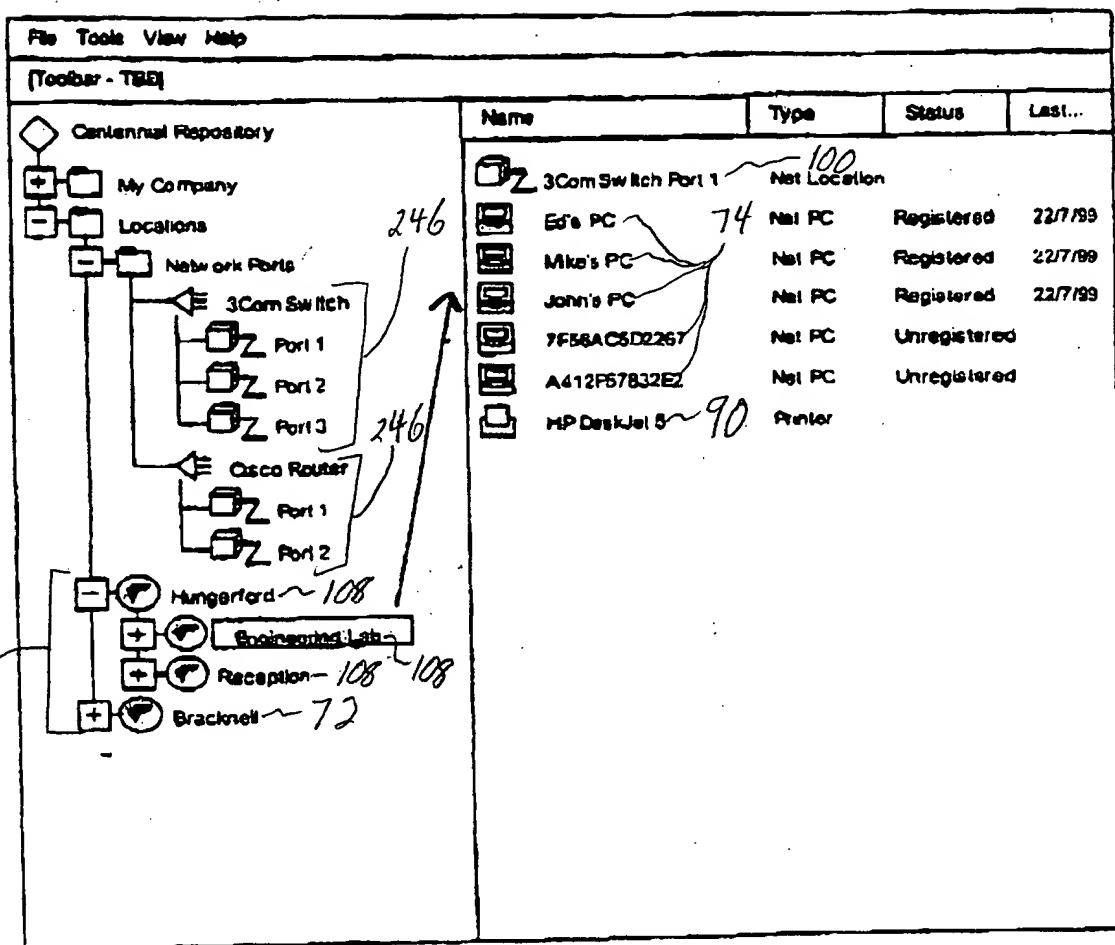 File Tools View Help
[Toolbar - TBD]
Centennial Repository
My Company
Locations
246
Network Ports
3Com Switch
Port 1
Port 2
Port 3
246
Cisco Router
Port 1
Port 2
Hungerford 108
Engineering Lab 108
Reception 108
Bracknell 72
Name Type Status Last...
3Com Switch Port 1 100 Net Location
Ed's PC 74 Net PC Registered 22/7/99
Mike's PC Net PC Registered 22/7/99
John's PC Net PC Registered 22/7/99
7F58AC5D2267 Net PC Unregistered
A412F57832E2 Net PC Unregistered
HP DeskJet 5 90 Printer